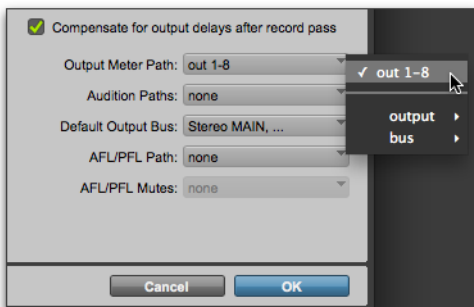 Compensate for output delays after record pass
Output Meter Path: out 1-8
✓ out 1-8
Audition Paths: none
output
Default Output Bus: Stereo MAIN, ...
bus
AFL/PFL Path: none
AFL/PFL Mutes: none
Cancel OK